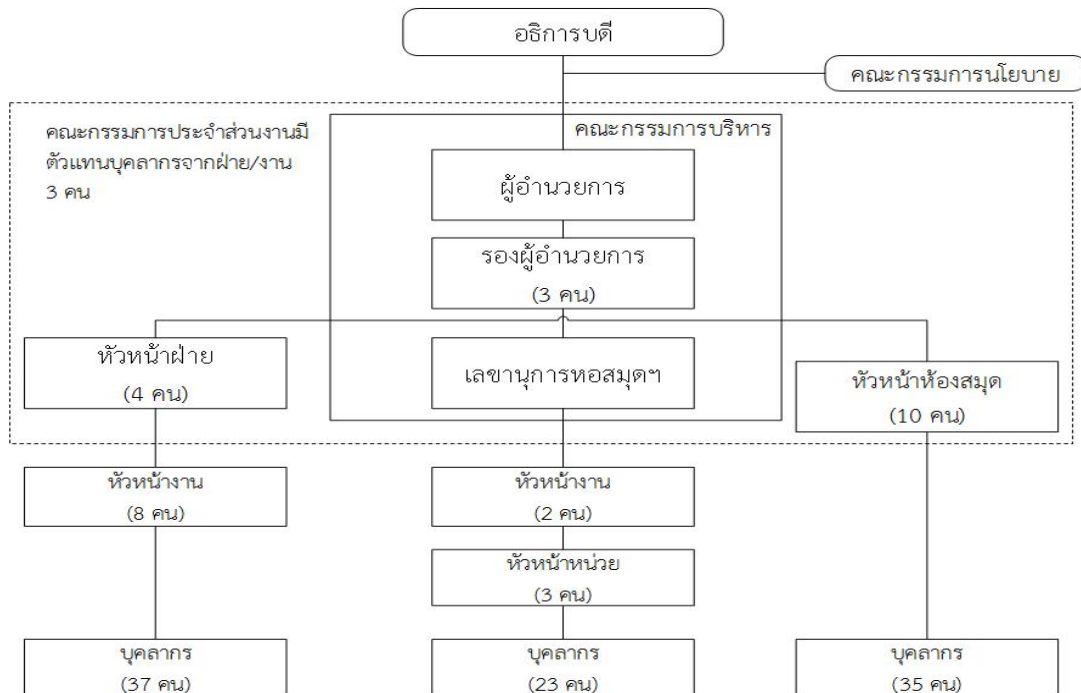 อธิการบดี
คณะกรรมการนโยบาย
คณะกรรมการประจำส่วนงานมี
ตัวแทนบุคลากรจากฝ่าย/งาน
3 คน
คณะกรรมการบริหาร
ผู้อำนวยการ
รองผู้อำนวยการ
(3 คน)
หัวหน้าฝ่าย
(4 คน)
เลขานุการหอสมุดฯ
หัวหน้าห้องสมุด
(10 คน)
หัวหน้างาน
(8 คน)
หัวหน้างาน
(2 คน)
หัวหน้าหน่วย
(3 คน)
บุคลากร
(37 คน)
บุคลากร
(23 คน)
บุคลากร
(35 คน)